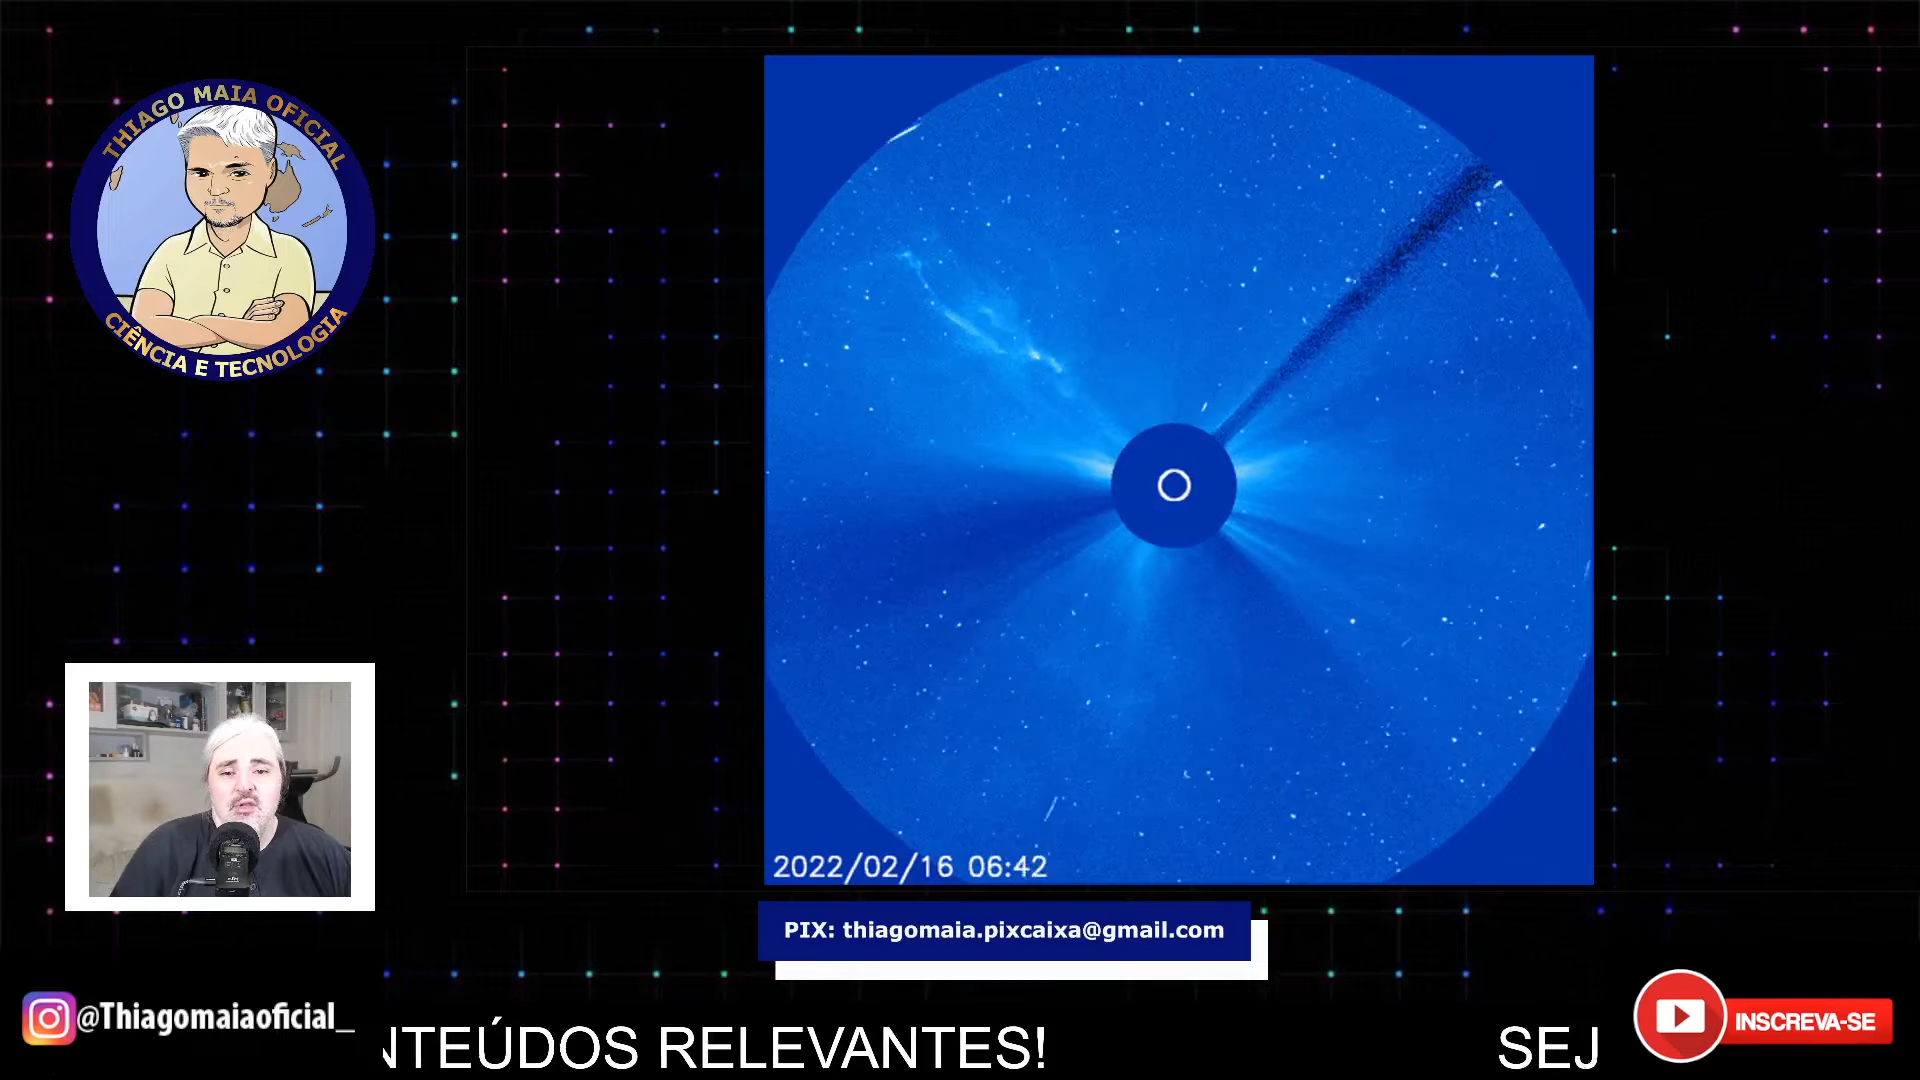 THIAGO MAIA OFICIAL
CIÊNCIA E TECNOLOGIA
2022/02/16 06:42
PIX: thiagomaia.pixcaixa@gmail.com
@Thiagomaiaoficial_
NTEÚDOS RELEVANTES! SEJ
INSCREVA-SE